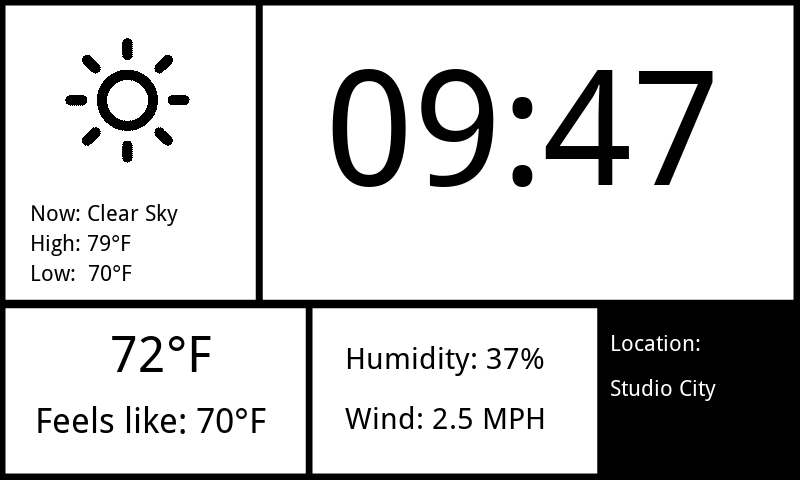 09:47
Now: Clear Sky
High: 79°F
Low: 70°F
72°F
Feels like: 70°F
Humidity: 37%
Wind: 2.5 MPH
Location:
Studio City